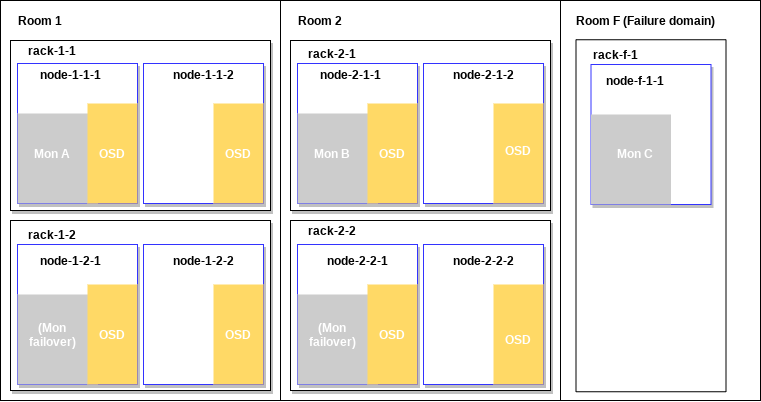 Room 1
rack-1-1
node-1-1-1
node-1-1-2
Mon A
OSD
OSD
rack-1-2
node-1-2-1
node-1-2-2
(Mon
failover)
OSD
OSD
Room 2
rack-2-1
node-2-1-1
node-2-1-2
Mon B
OSD
OSD
rack-2-2
node-2-2-1
node-2-2-2
(Mon
failover)
OSD
OSD
Room F (Failure domain)
rack-f-1
node-f-1-1
Mon C